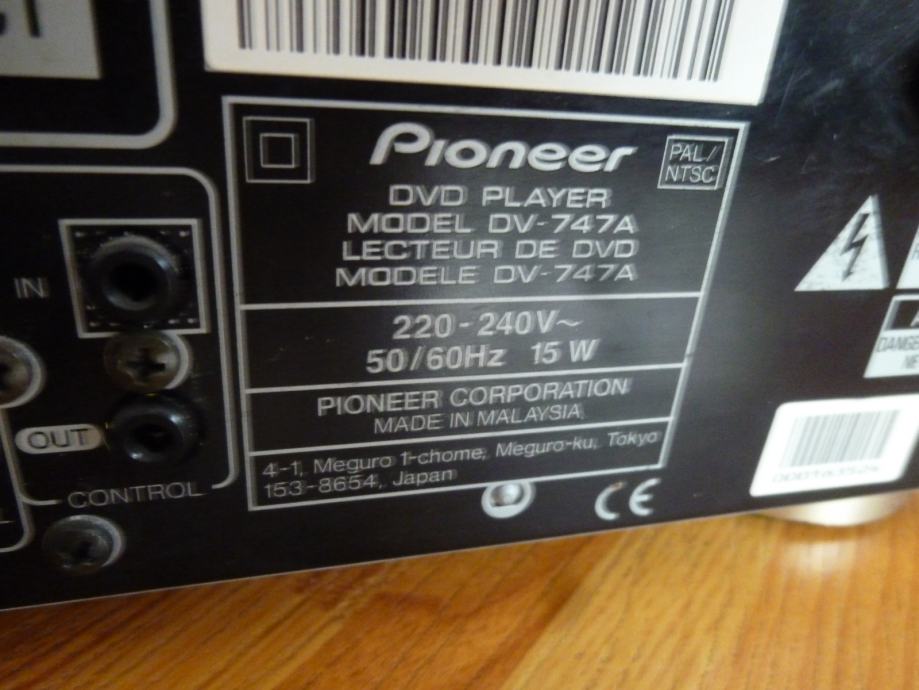 Pioneer
PAL/
NTSC
DVD PLAYER
MODEL DV-747A
LECTEUR DE DVD
MODELE DV-747A
IN
220-240V~
50/60Hz 15 W
PIONEER CORPORATION
MADE IN MALAYSIA
OUT
4-1, Meguro 1-chome, Meguro-ku, Tokyo
153-8654, Japan
CONTROL
CE